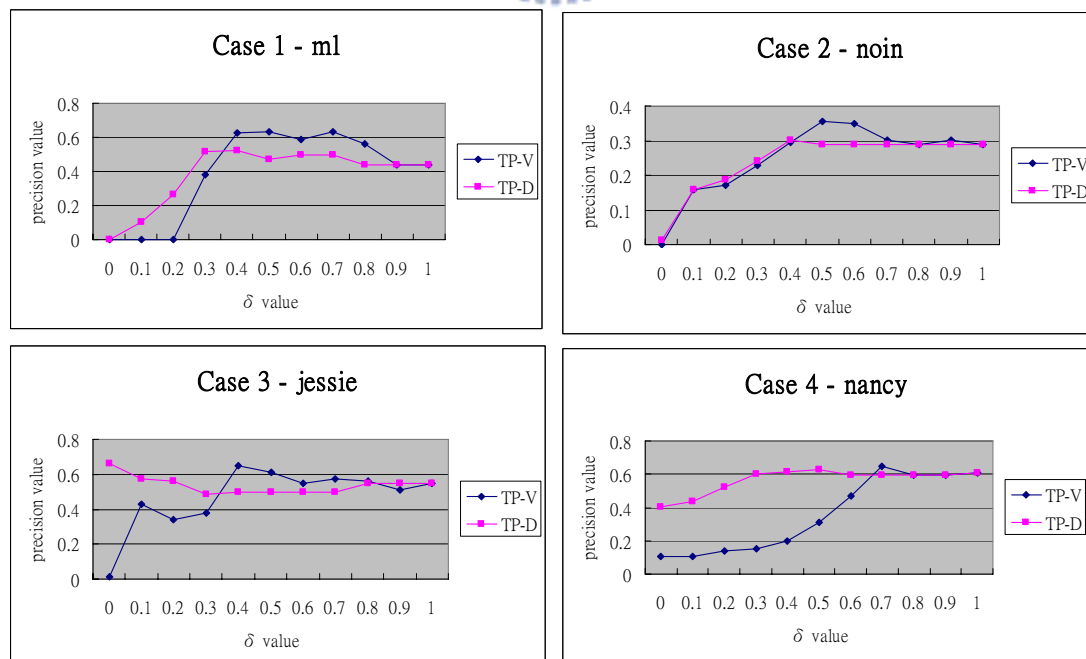 Case 1 - ml
0.8
0.6
0.4
0.2
0
precision value
0 0.1 0.2 0.3 0.4 0.5 0.6 0.7 0.8 0.9 1
δ value
TP-V
TP-D
Case 2 - noin
0.4
0.3
0.2
0.1
0
precision value
0 0.1 0.2 0.3 0.4 0.5 0.6 0.7 0.8 0.9 1
δ value
TP-V
TP-D
Case 3 - jessie
0.8
0.6
0.4
0.2
0
precision value
0 0.1 0.2 0.3 0.4 0.5 0.6 0.7 0.8 0.9 1
δ value
TP-V
TP-D
Case 4 - nancy
0.8
0.6
0.4
0.2
0
precision value
0 0.1 0.2 0.3 0.4 0.5 0.6 0.7 0.8 0.9 1
δ value
TP-V
TP-D